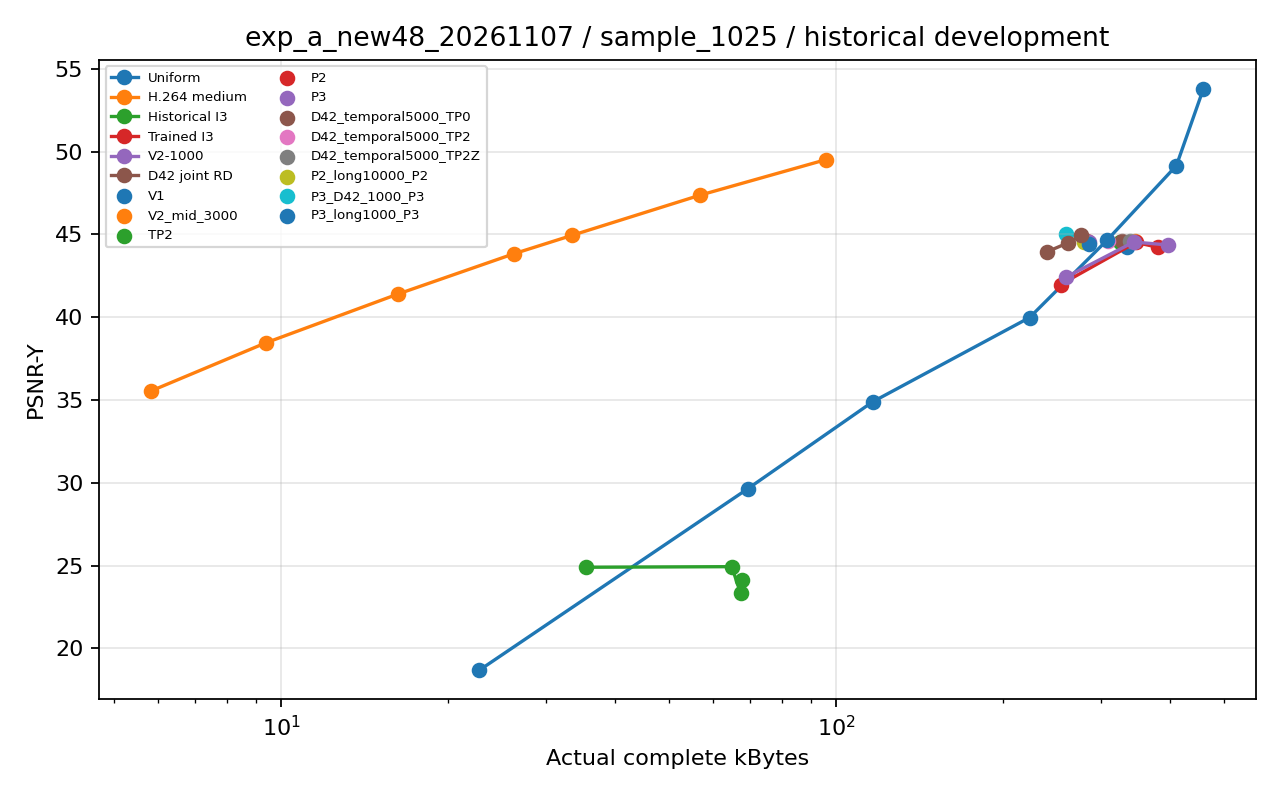 exp_a_new48_20261107 / sample_1025 / historical development
Uniform
H.264 medium
Historical I3
Trained I3
V2-1000
D42 joint RD
V1
V2_mid_3000
TP2
P2
P3
D42_temporal5000_TP0
D42_temporal5000_TP2
D42_temporal5000_TP2Z
P2_long10000_P2
P3_D42_1000_P3
P3_long1000_P3
PSNR-Y
55
50
45
40
35
30
25
20
10¹
10²
Actual complete kBytes